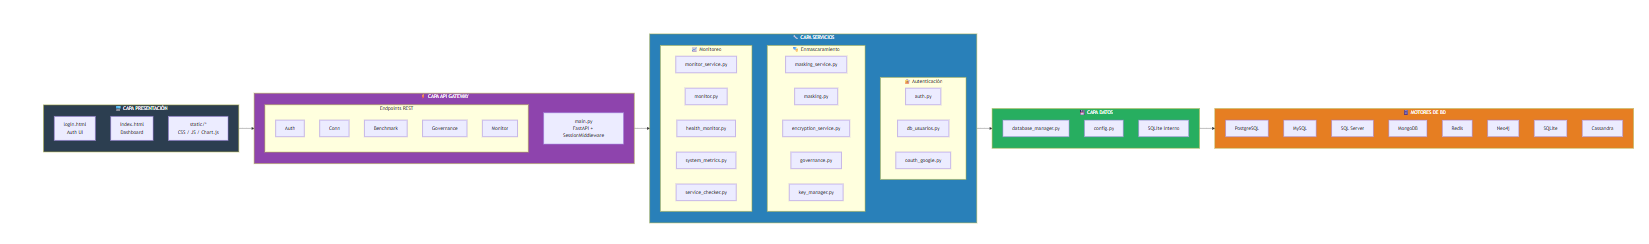 CAPA PRESENTACIÓN
login.html
Auth UI
index.html
Dashboard
static/*
CSS / JS / Chart.js
CAPA API GATEWAY
Endpoints REST
Auth
Conn
Benchmark
Governance
Monitor
main.py
FastAPI +
SessionMiddleware
CAPA SERVICIOS
Monitoreo
monitor_service.py
monitor.py
health_monitor.py
system_metrics.py
service_checker.py
Enmascaramiento
masking_service.py
masking.py
encryption_service.py
governance.py
key_manager.py
Autenticación
auth.py
db_usuarios.py
oauth_google.py
CAPA DATOS
database_manager.py
config.py
SQLite Interno
MOTORES DE BD
PostgreSQL
MySQL
SQL Server
MongoDB
Redis
Neo4j
SQLite
Cassandra